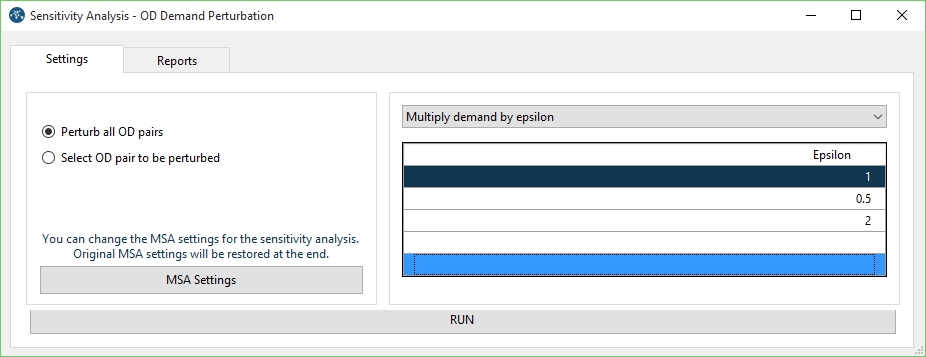 Sensitivity Analysis - OD Demand Perturbation
Settings
Reports
Perturb all OD pairs
Select OD pair to be perturbed
You can change the MSA settings for the sensitivity analysis.
Original MSA settings will be restored at the end.
MSA Settings
Multiply demand by epsilon
Epsilon
1
0.5
2
RUN